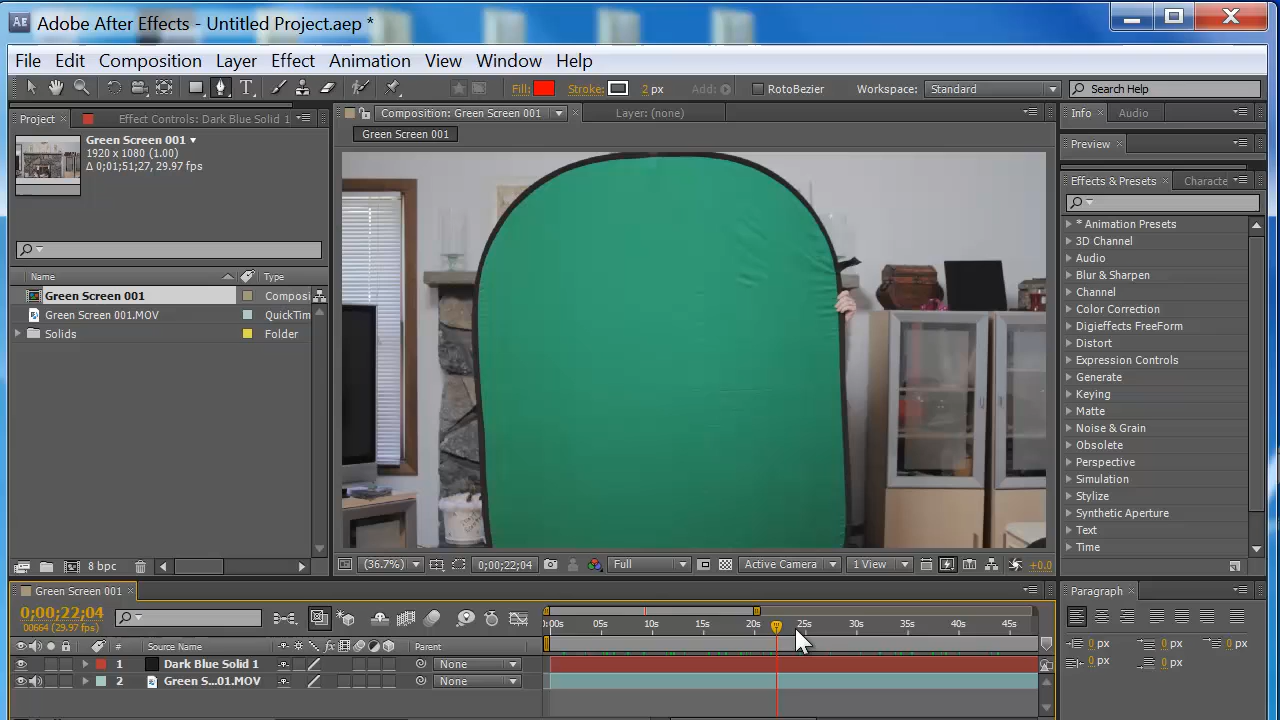 Adobe After Effects - Untitled Project.aep *
File Edit Composition Layer Effect Animation View Window Help
Fill: Stroke: 2 px Add: RotoBezier Workspace: Standard Search Help
Project Effect Controls: Dark Blue Solid 1
Composition: Green Screen 001 Layer: (none)
Info Audio
Green Screen 001
1920 x 1080 (1.00)
Δ 0;01;51;27, 29.97 fps
Green Screen 001
Preview
Effects & Presets Characte
* Animation Presets
3D Channel
Audio
Blur & Sharpen
Channel
Color Correction
Digieffects FreeForm
Distort
Expression Controls
Generate
Keying
Matte
Noise & Grain
Obsolete
Perspective
Simulation
Stylize
Synthetic Aperture
Text
Time
Name Type
Green Screen 001 Composi
Green Screen 001.MOV QuickTim
Solids Folder
8 bpc
(36.7%) 0;00;22;04 Full Active Camera 1 View +0.0
Green Screen 001
0;00;22;04
00664 (29.97 fps)
):00s 05s 10s 15s 20s 25s 30s 35s 40s 45s
# Source Name Parent
1 Dark Blue Solid 1 None
2 Green S...01.MOV None
Paragraph
0 px 0 px 0 px
0 px 0 px